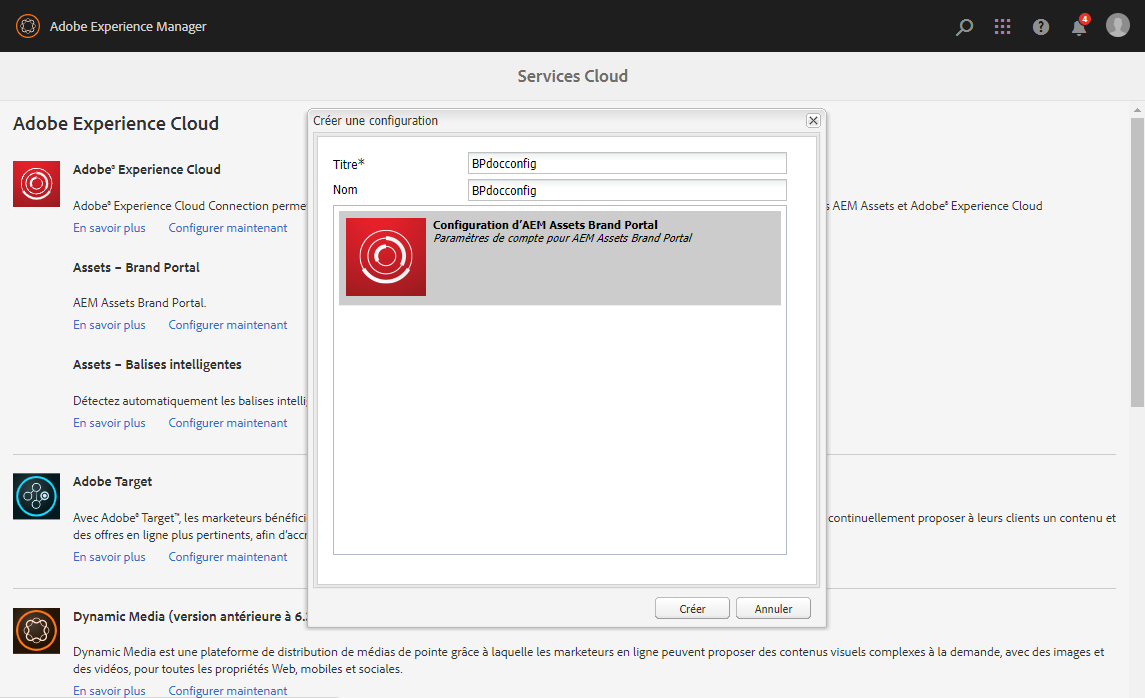 Adobe Experience Manager
4
Services Cloud
Adobe Experience Cloud
Adobe® Experience Cloud
Adobe® Experience Cloud Connection perme
s AEM Assets et Adobe® Experience Cloud
En savoir plus Configurer maintenant
Assets – Brand Portal
AEM Assets Brand Portal.
En savoir plus Configurer maintenant
Assets – Balises intelligentes
Détectez automatiquement les balises intelli
En savoir plus Configurer maintenant
Adobe Target
Avec Adobe® Target™, les marketeurs bénéfici
continuellement proposer à leurs clients un contenu et
des offres en ligne plus pertinents, afin d’accr
En savoir plus Configurer maintenant
Dynamic Media (version antérieure à 6.
Dynamic Media est une plateforme de distribution de médias de pointe grâce à laquelle les marketeurs en ligne peuvent proposer des contenus visuels complexes à la demande, avec des images et
des vidéos, pour toutes les propriétés Web, mobiles et sociales.
En savoir plus Configurer maintenant
Créer une configuration
Titre* BPdocconfig
Nom BPdocconfig
Configuration d’AEM Assets Brand Portal
Paramètres de compte pour AEM Assets Brand Portal
Créer Annuler